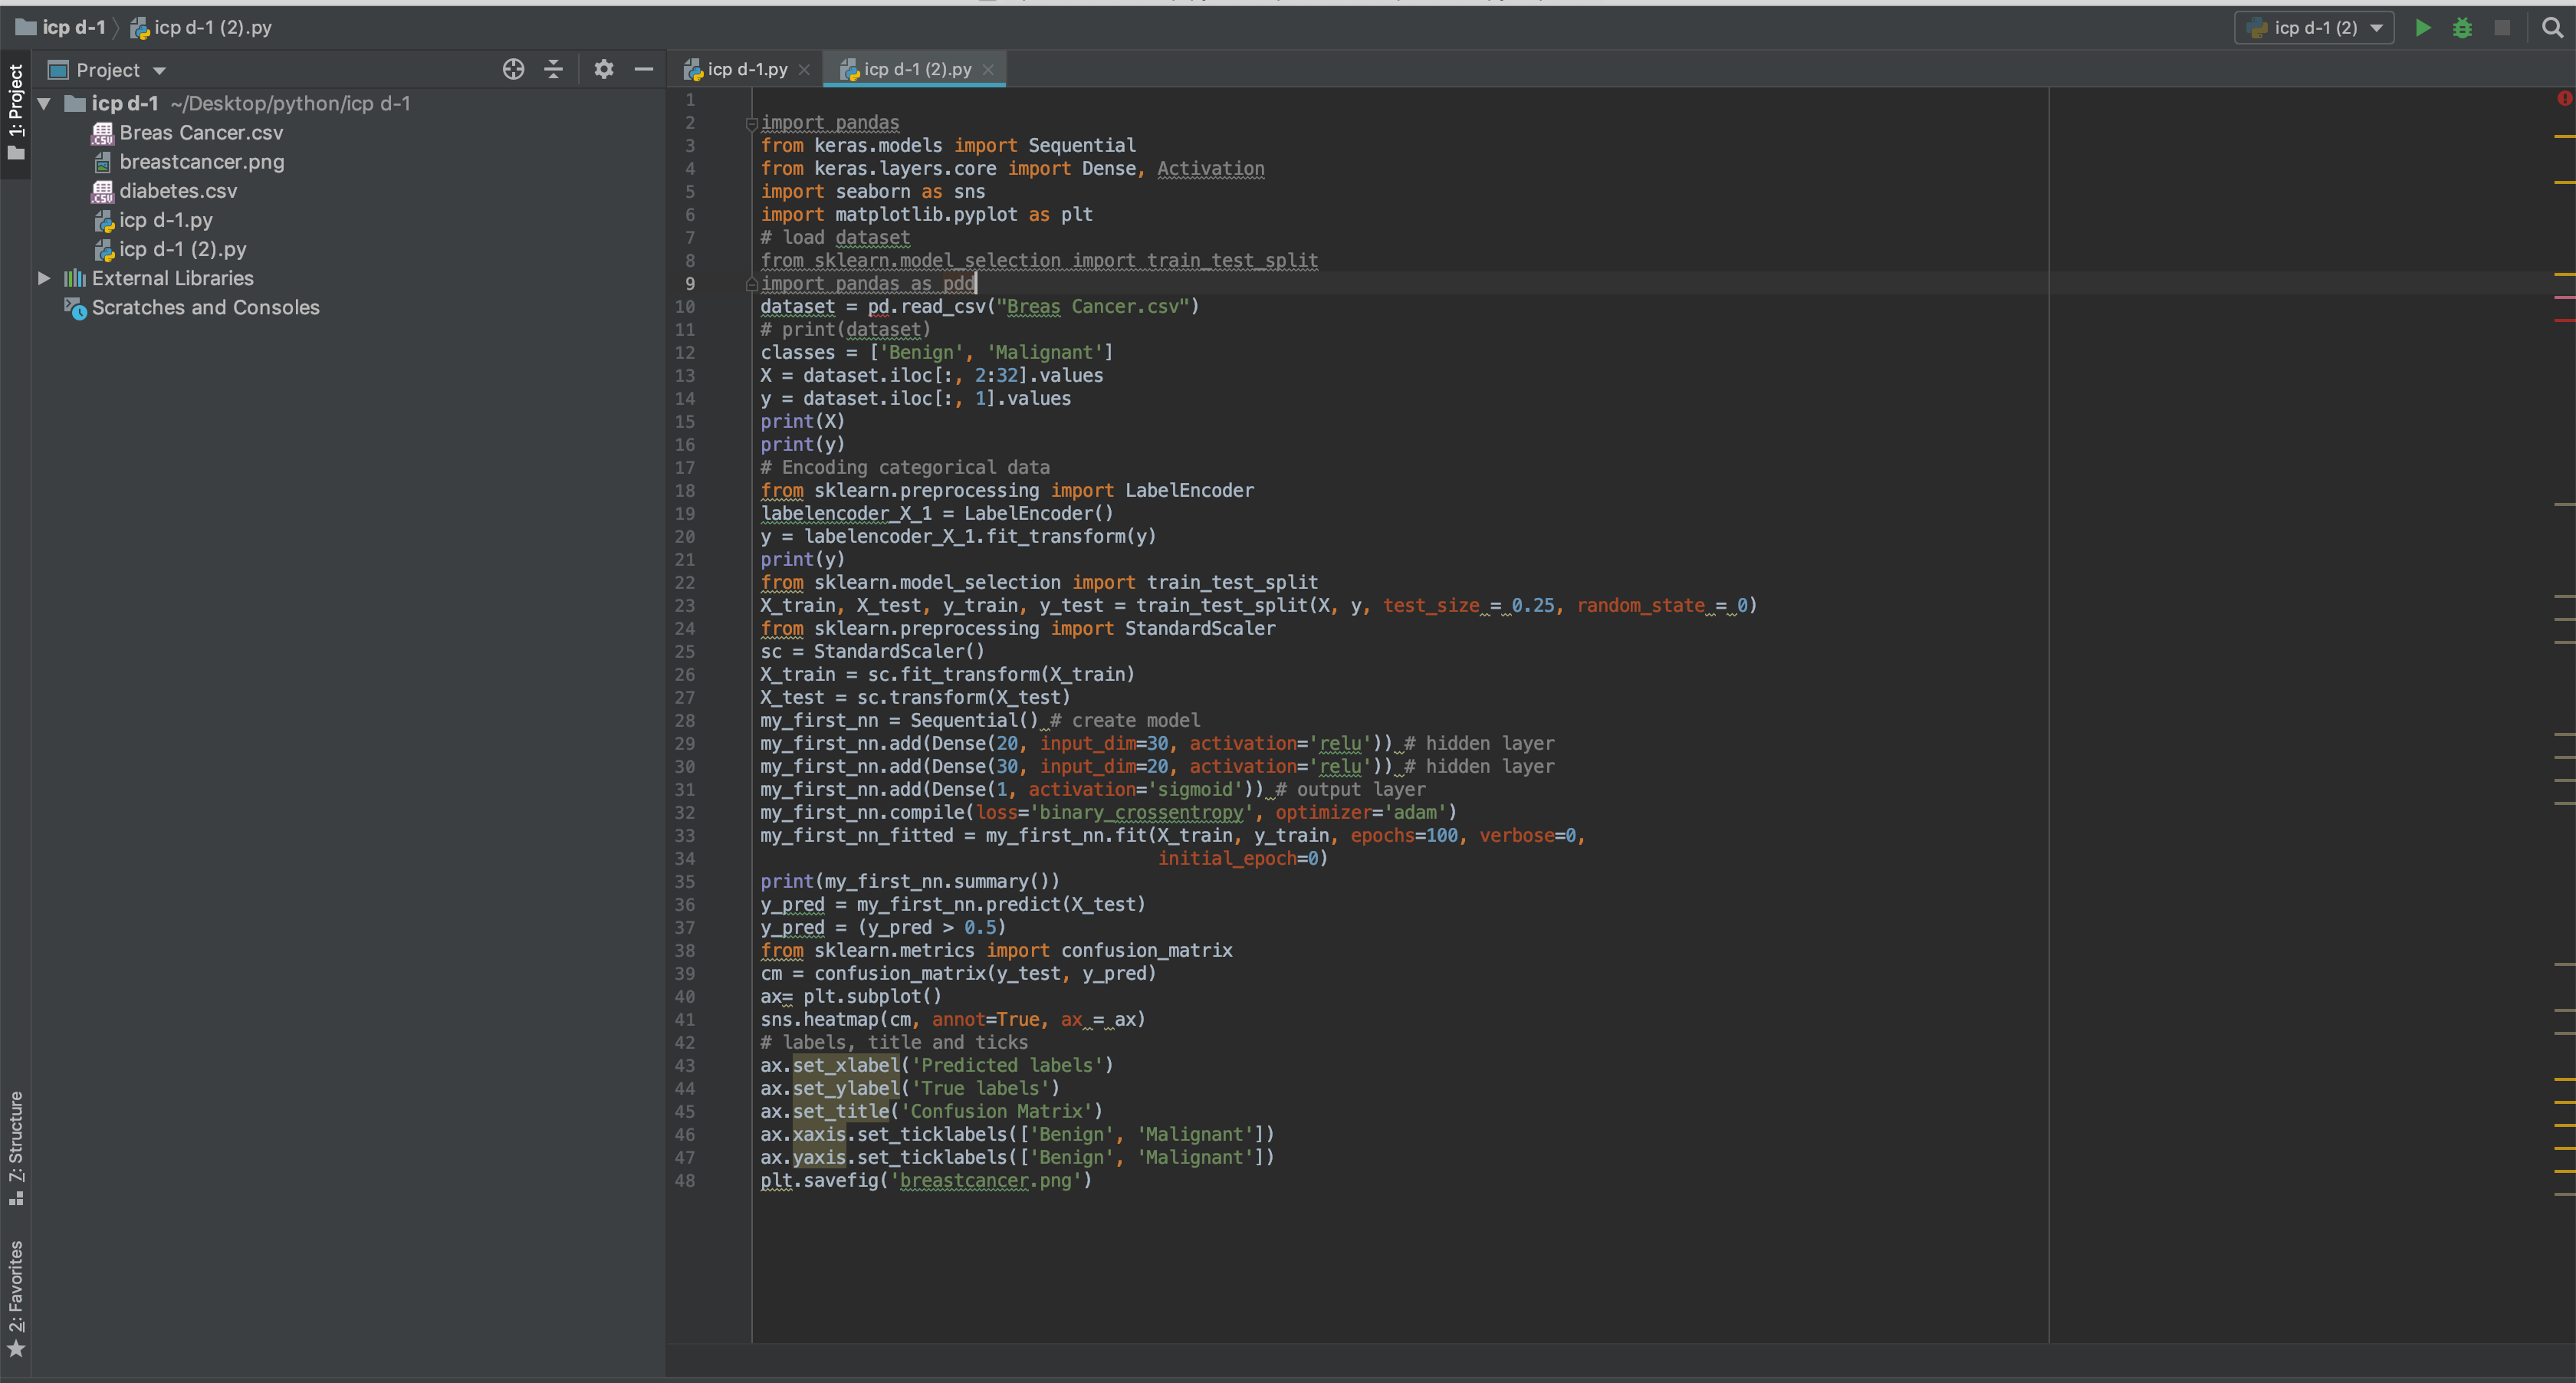 icp d-1 icp d-1 (2).py
icp d-1 (2)
1: Project
Project
icp d-1 ~/Desktop/python/icp d-1
Breas Cancer.csv
breastcancer.png
diabetes.csv
icp d-1.py
icp d-1 (2).py
External Libraries
Scratches and Consoles
Z: Structure
2: Favorites
icp d-1.py icp d-1 (2).py
1
2 import pandas
3 from keras.models import Sequential
4 from keras.layers.core import Dense, Activation
5 import seaborn as sns
6 import matplotlib.pyplot as plt
7 # load dataset
8 from sklearn.model_selection import train_test_split
9 import pandas as pdd
10 dataset = pd.read_csv("Breas Cancer.csv")
11 # print(dataset)
12 classes = ['Benign', 'Malignant']
13 X = dataset.iloc[:, 2:32].values
14 y = dataset.iloc[:, 1].values
15 print(X)
16 print(y)
17 # Encoding categorical data
18 from sklearn.preprocessing import LabelEncoder
19 labelencoder_X_1 = LabelEncoder()
20 y = labelencoder_X_1.fit_transform(y)
21 print(y)
22 from sklearn.model_selection import train_test_split
23 X_train, X_test, y_train, y_test = train_test_split(X, y, test_size = 0.25, random_state = 0)
24 from sklearn.preprocessing import StandardScaler
25 sc = StandardScaler()
26 X_train = sc.fit_transform(X_train)
27 X_test = sc.transform(X_test)
28 my_first_nn = Sequential() # create model
29 my_first_nn.add(Dense(20, input_dim=30, activation='relu')) # hidden layer
30 my_first_nn.add(Dense(30, input_dim=20, activation='relu')) # hidden layer
31 my_first_nn.add(Dense(1, activation='sigmoid')) # output layer
32 my_first_nn.compile(loss='binary_crossentropy', optimizer='adam')
33 my_first_nn_fitted = my_first_nn.fit(X_train, y_train, epochs=100, verbose=0,
34 initial_epoch=0)
35 print(my_first_nn.summary())
36 y_pred = my_first_nn.predict(X_test)
37 y_pred = (y_pred > 0.5)
38 from sklearn.metrics import confusion_matrix
39 cm = confusion_matrix(y_test, y_pred)
40 ax= plt.subplot()
41 sns.heatmap(cm, annot=True, ax = ax)
42 # labels, title and ticks
43 ax.set_xlabel('Predicted labels')
44 ax.set_ylabel('True labels')
45 ax.set_title('Confusion Matrix')
46 ax.xaxis.set_ticklabels(['Benign', 'Malignant'])
47 ax.yaxis.set_ticklabels(['Benign', 'Malignant'])
48 plt.savefig('breastcancer.png')